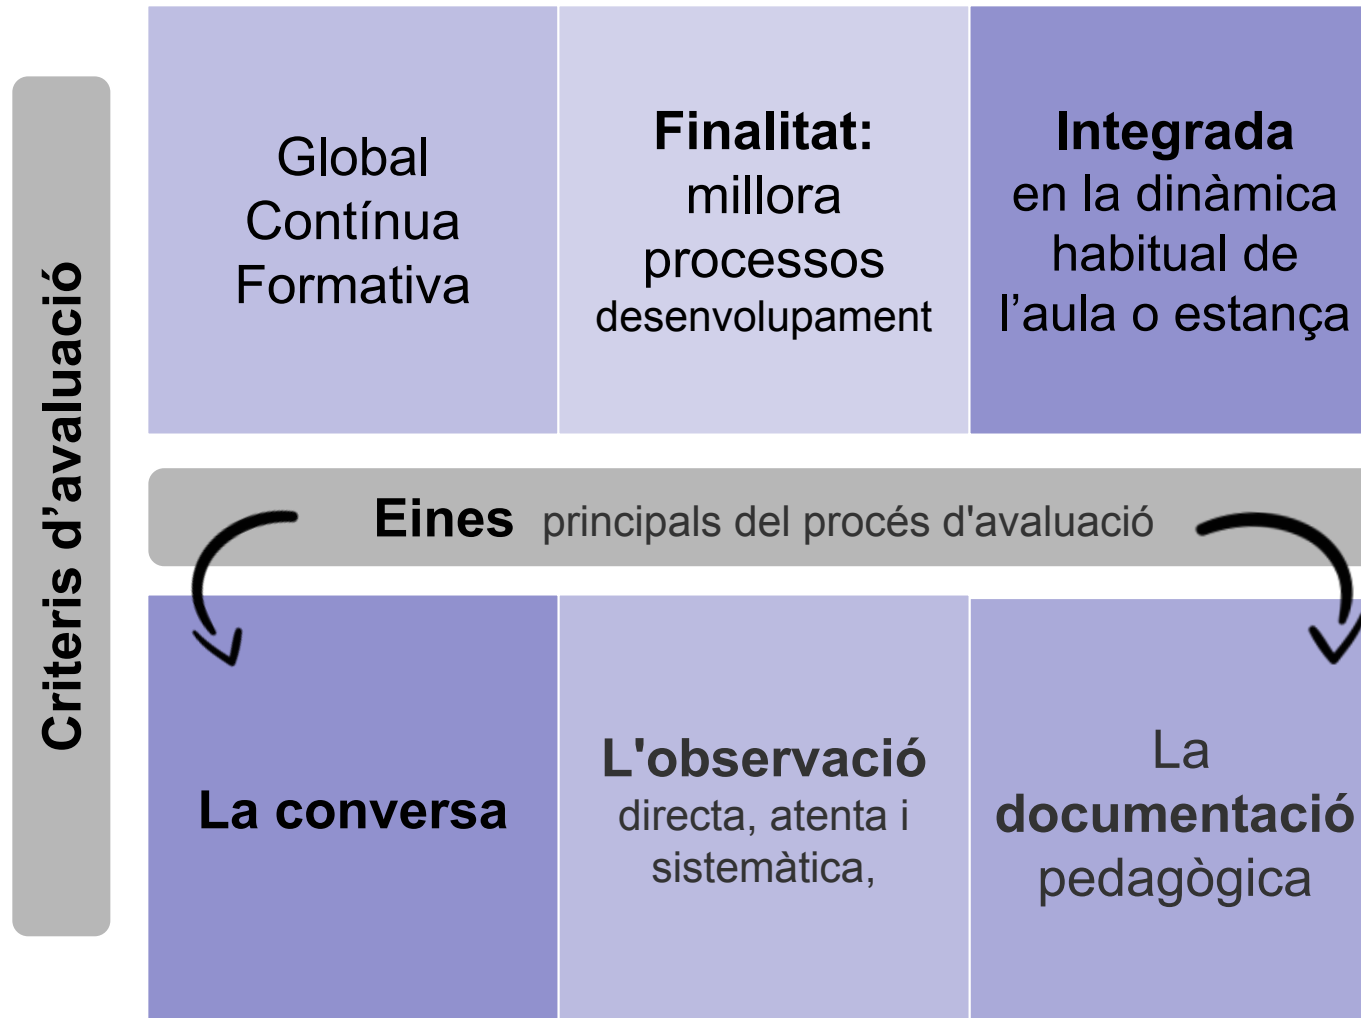 Criteris d’avaluació
Global
Contínua
Formativa
Finalitat:
millora
processos
desenvolupament
Integrada
en la dinàmica
habitual de
l’aula o estança
Eines principals del procés d'avaluació
La conversa
L'observació
directa, atenta i
sistemàtica,
La
documentació
pedagògica